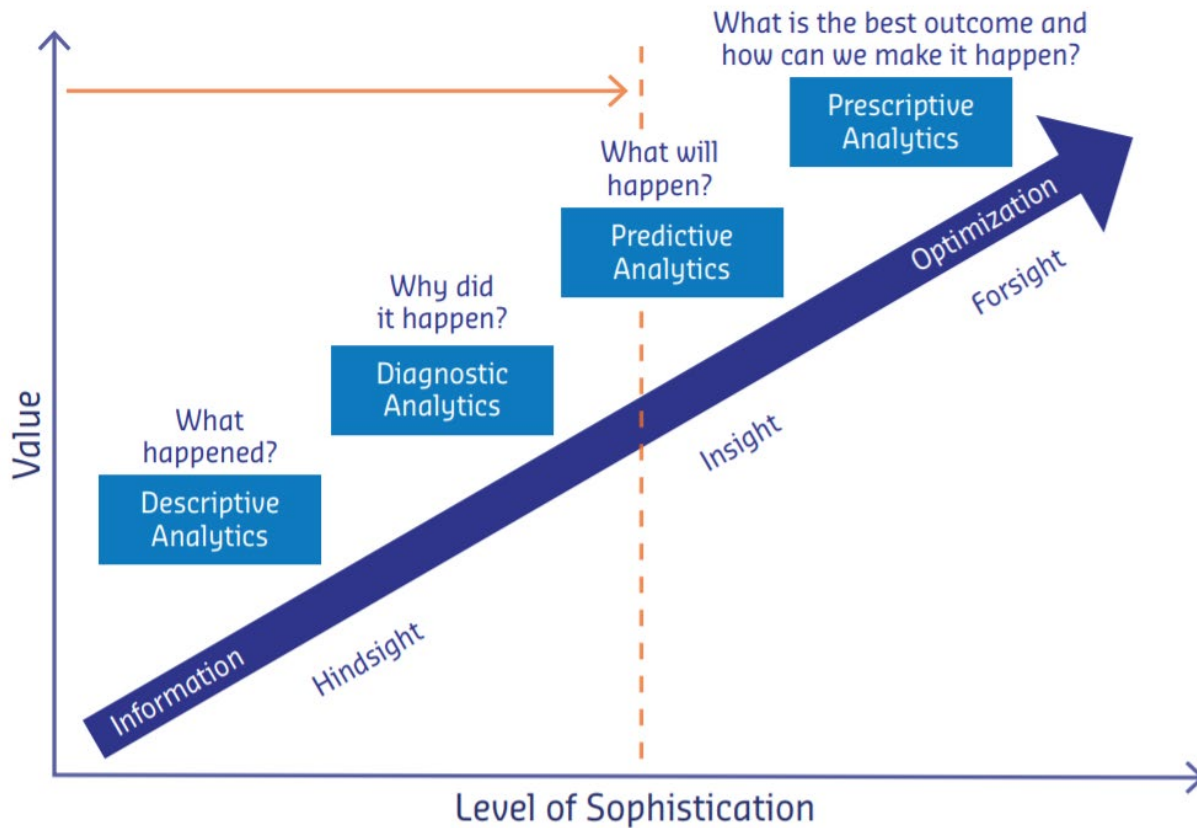 What is the best outcome and
how can we make it happen?
Prescriptive
Analytics
What will
happen?
Predictive
Analytics
Why did
it happen?
Diagnostic
Analytics
What
happened?
Descriptive
Analytics
Information
Optimization
Hindsight
Insight
Forsight
Value
Level of Sophistication